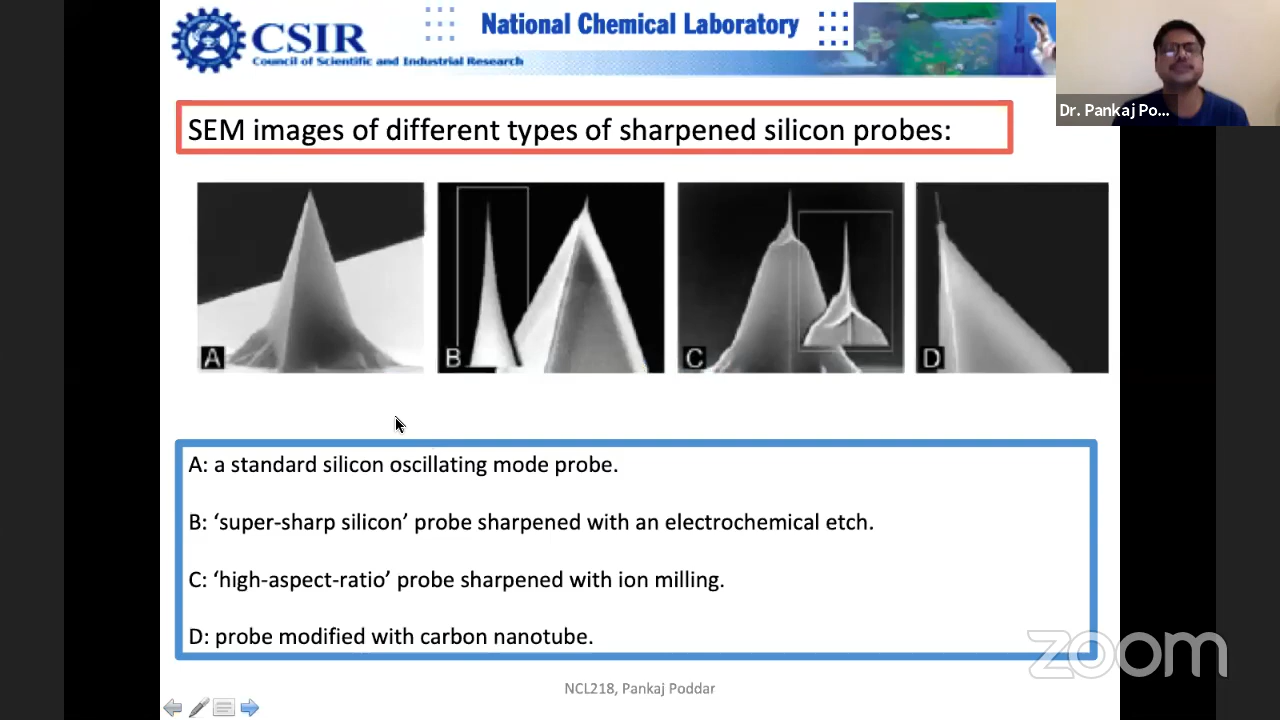 CSIR
Council of Scientific and Industrial Research
National Chemical Laboratory
Dr. Pankaj Po...
SEM images of different types of sharpened silicon probes:
A
B
C
D
A: a standard silicon oscillating mode probe.
B: ‘super-sharp silicon’ probe sharpened with an electrochemical etch.
C: ‘high-aspect-ratio’ probe sharpened with ion milling.
D: probe modified with carbon nanotube.
zoom
NCL218, Pankaj Poddar